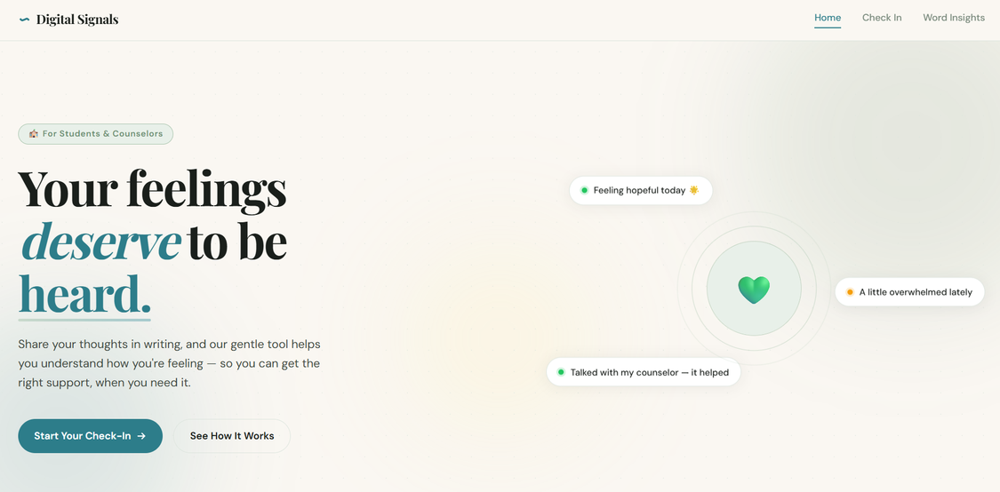 Digital Signals
Home
Check In
Word Insights
For Students & Counselors
Your feelings
deserve to be
heard.
Share your thoughts in writing, and our gentle tool helps
you understand how you're feeling — so you can get the
right support, when you need it.
Start Your Check-In →
See How It Works
Feeling hopeful today 🌟
A little overwhelmed lately
Talked with my counselor — it helped